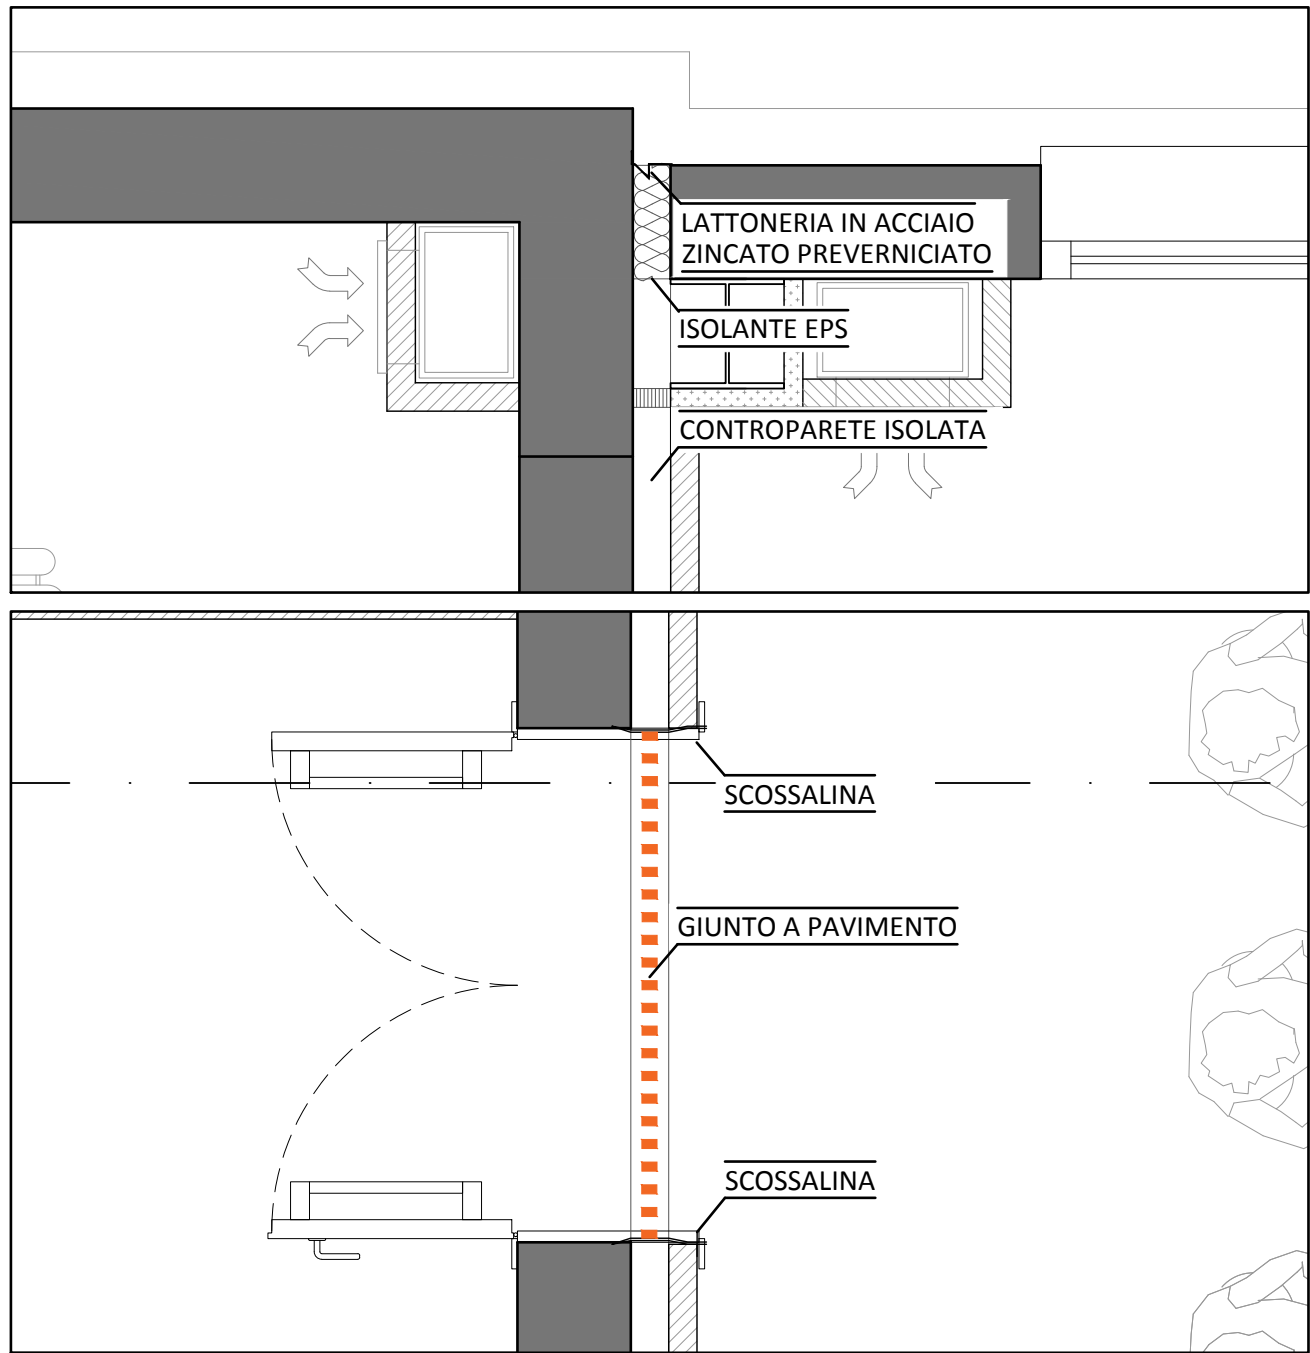 LATTONERIA IN ACCIAIO
ZINCATO PREVERNICIATO
ISOLANTE EPS
CONTROPARETE ISOLATA
SCOSSALINA
GIUNTO A PAVIMENTO
SCOSSALINA